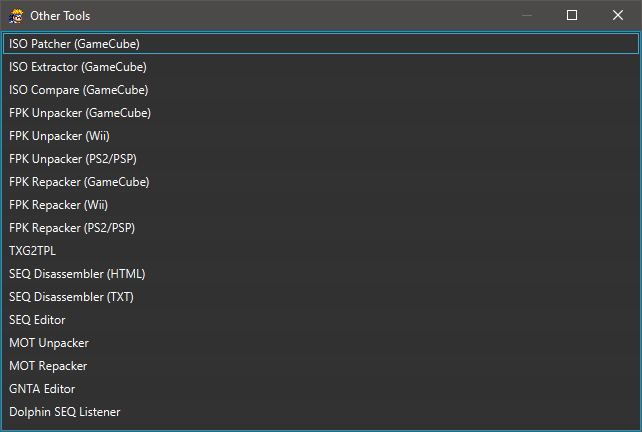 Other Tools
ISO Patcher (GameCube)
ISO Extractor (GameCube)
ISO Compare (GameCube)
FPK Unpacker (GameCube)
FPK Unpacker (Wii)
FPK Unpacker (PS2/PSP)
FPK Repacker (GameCube)
FPK Repacker (Wii)
FPK Repacker (PS2/PSP)
TXG2TPL
SEQ Disassembler (HTML)
SEQ Disassembler (TXT)
SEQ Editor
MOT Unpacker
MOT Repacker
GNTA Editor
Dolphin SEQ Listener